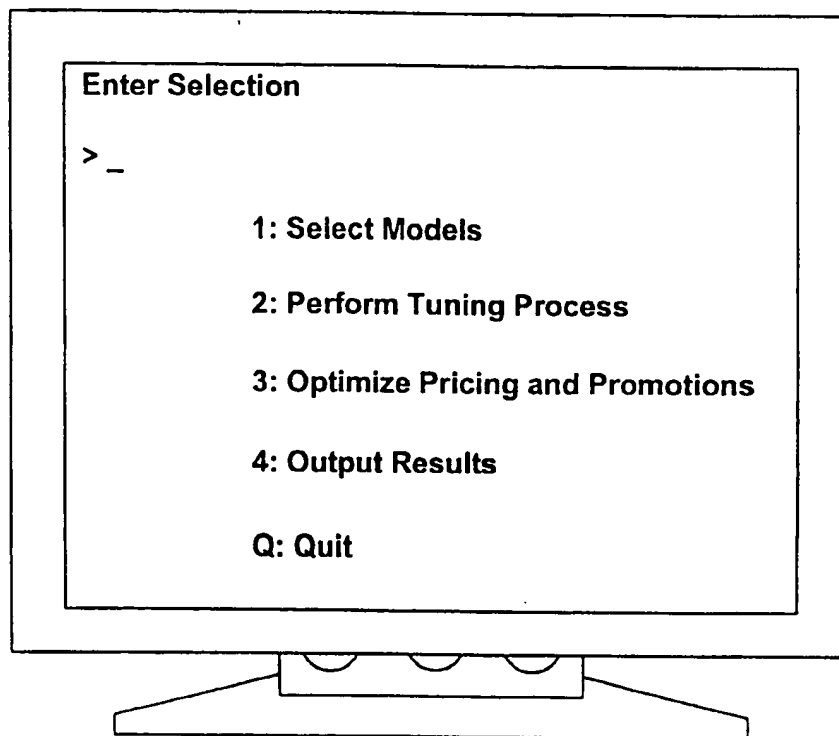 Enter Selection
> _
1: Select Models
2: Perform Tuning Process
3: Optimize Pricing and Promotions
4: Output Results
Q: Quit